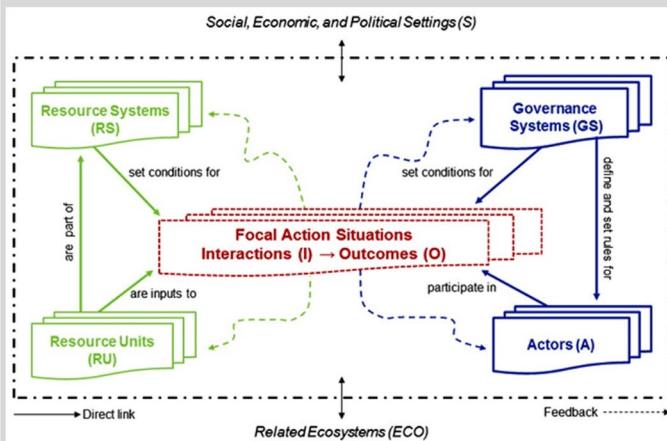 Social, Economic, and Political Settings (S)
Resource Systems
(RS)
Governance
Systems (GS)
set conditions for
set conditions for
are part of
define and set rules for
Focal Action Situations
Interactions (I) → Outcomes (O)
are inputs to
participate in
Resource Units
(RU)
Actors (A)
Direct link
Feedback
Related Ecosystems (ECO)